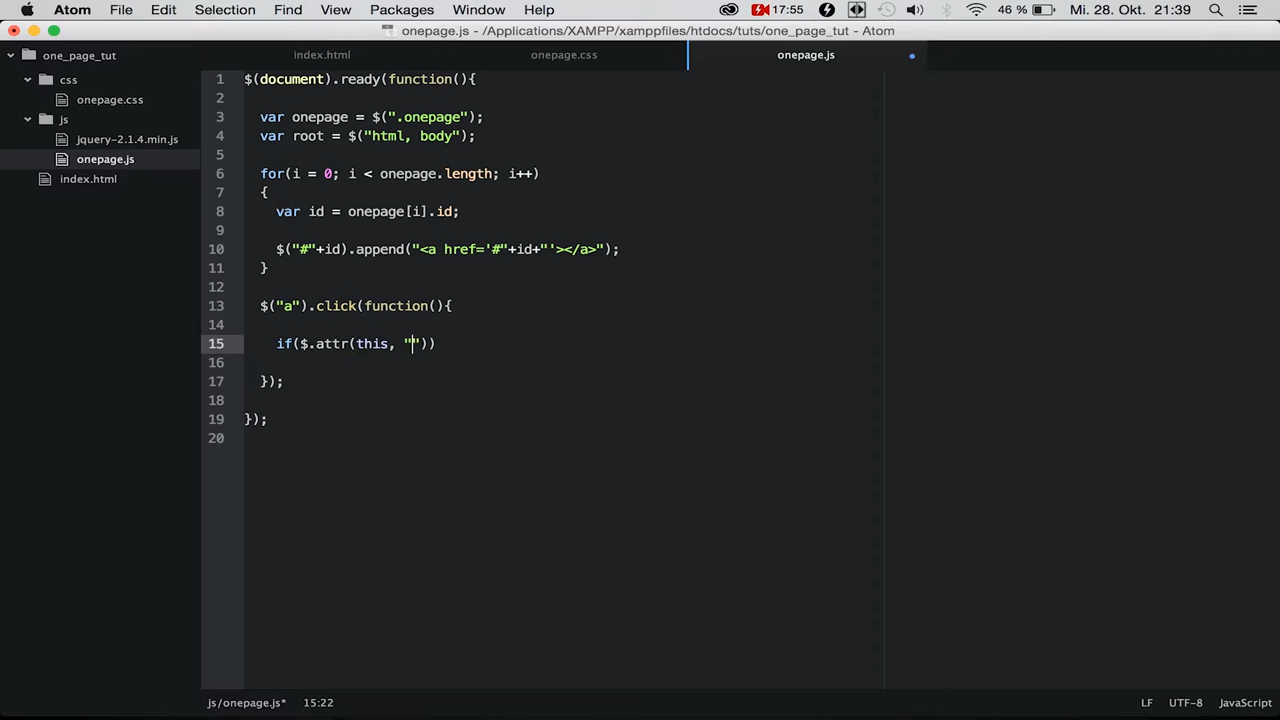 Atom File Edit View Selection Find Packages Window Help 17:55 46 % Mi. 28. Okt. 21:39
onepage.js - /Applications/XAMPP/xamppfiles/htdocs/tuts/one_page_tut - Atom
one_page_tut
css
onepage.css
js
jquery-2.1.4.min.js
onepage.js
index.html
index.html onepage.css onepage.js
1 $(document).ready(function(){
2
3 var onepage = $(".onepage");
4 var root = $("html, body");
5
6 for(i = 0; i < onepage.length; i++)
7 {
8 var id = onepage[i].id;
9
10 $("#"+id).append("<a href='#"+id+"'></a>");
11 }
12
13 $("a").click(function(){
14
15 if($.attr(this, ""))
16
17 });
18
19 });
20
js/onepage.js* 15:22 LF UTF-8 JavaScript